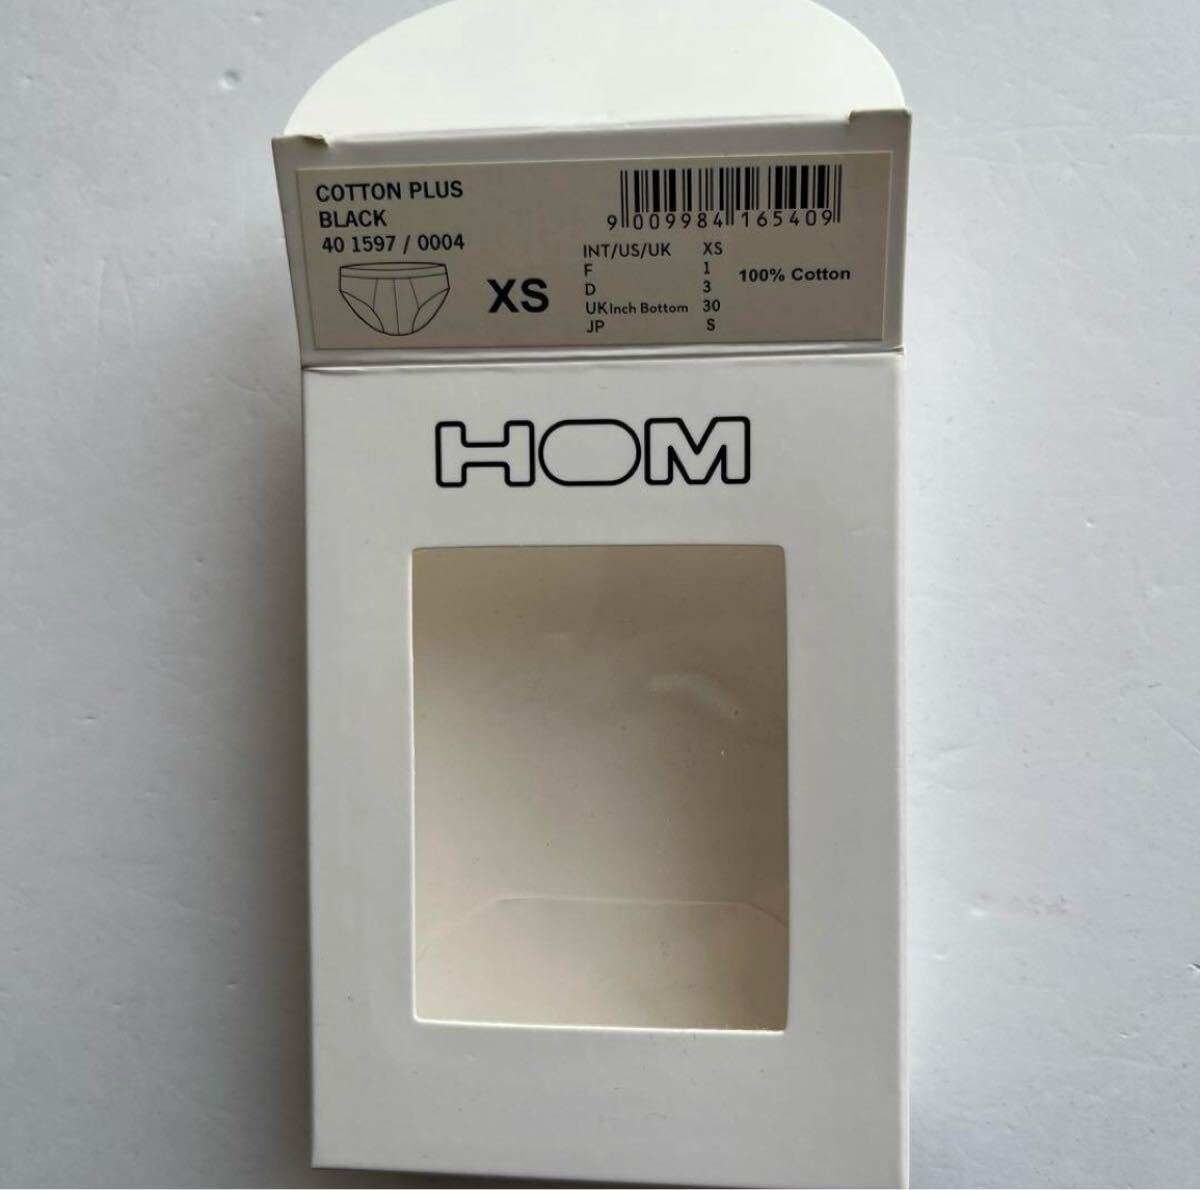 COTTON PLUS
BLACK
40 1597 / 0004
XS
9 009984 165409
INT/US/UK XS
F 1
D 3
UK Inch Bottom 30
JP S
100% Cotton
HOM